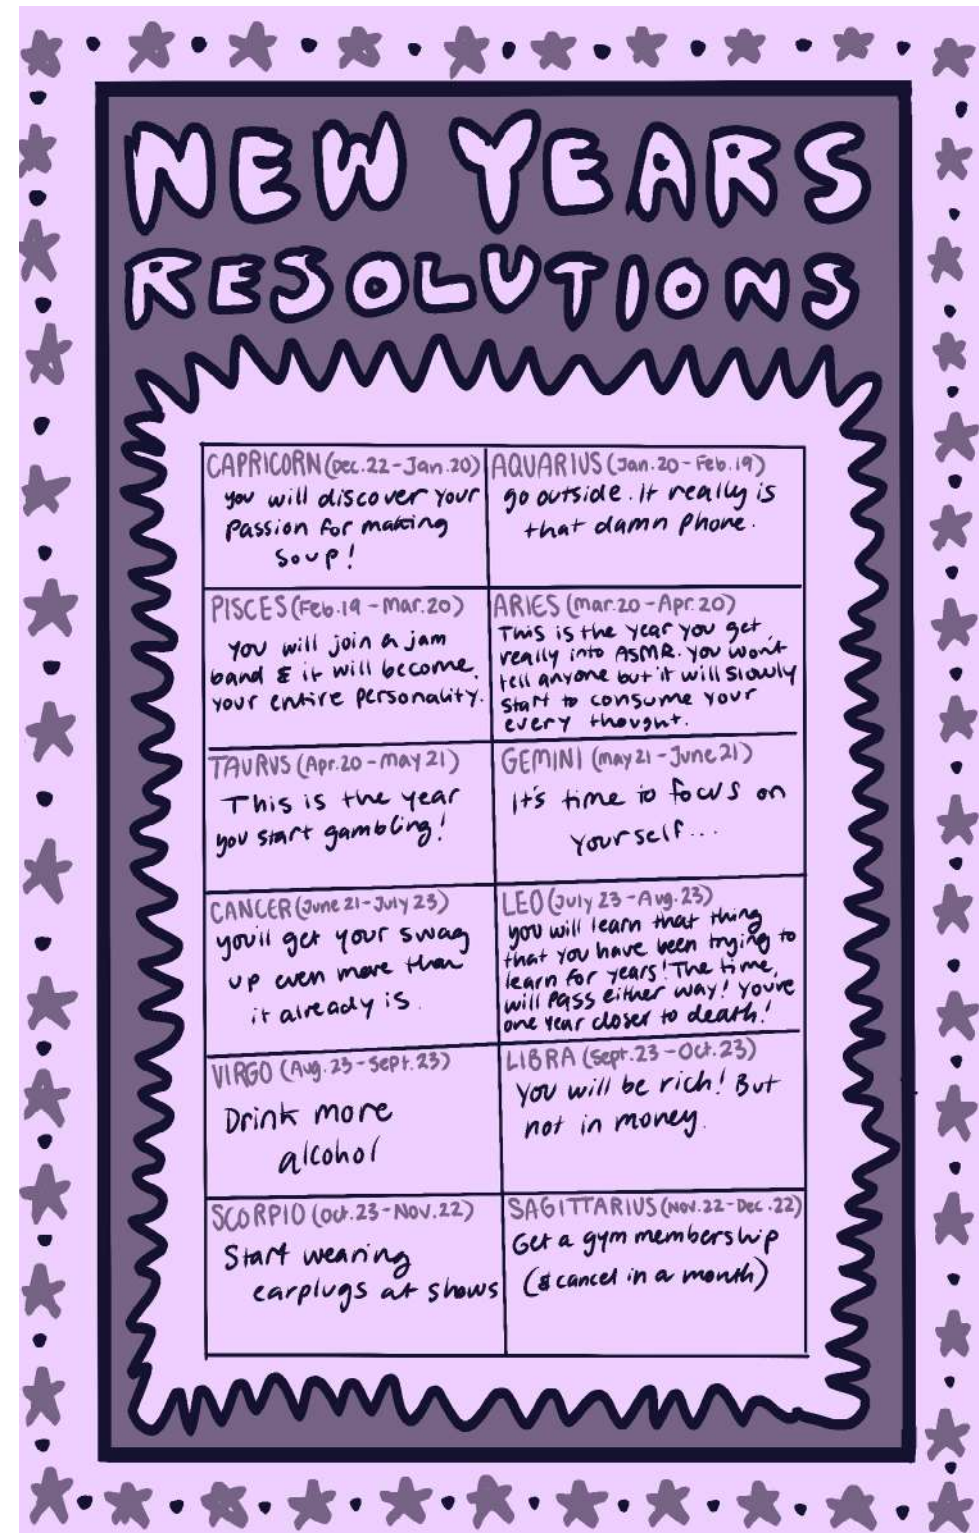 NEW YEARS
RESOLUTIONS
CAPRICORN (Dec. 22 - Jan. 20)
you will discover your
passion for making
soup!
AQUARIUS (Jan. 20 - Feb. 19)
go outside. It really is
that damn phone.
PISCES (Feb. 19 - Mar. 20)
you will join a jam
band & it will become
your entire personality.
ARIES (Mar. 20 - Apr. 20)
This is the year you get
really into ASMR. You wont
tell anyone but it will slowly
start to consume your
every thought.
TAURUS (Apr. 20 - May 21)
This is the year
you start gambling!
GEMINI (May 21 - June 21)
It's time to focus on
yourself...
CANCER (June 21 - July 23)
you'll get your swag
up even more than
it already is.
LEO (July 23 - Aug. 23)
you will learn that thing
that you have been trying to
learn for years! The time
will pass either way! You're
one year closer to death!
VIRGO (Aug. 23 - Sept. 23)
Drink more
alcohol
LIBRA (Sept. 23 - Oct. 23)
You will be rich! But
not in money.
SCORPIO (Oct. 23 - Nov. 22)
Start wearing
earplugs at shows
SAGITTARIUS (Nov. 22 - Dec. 22)
Get a gym membership
(& cancel in a month)